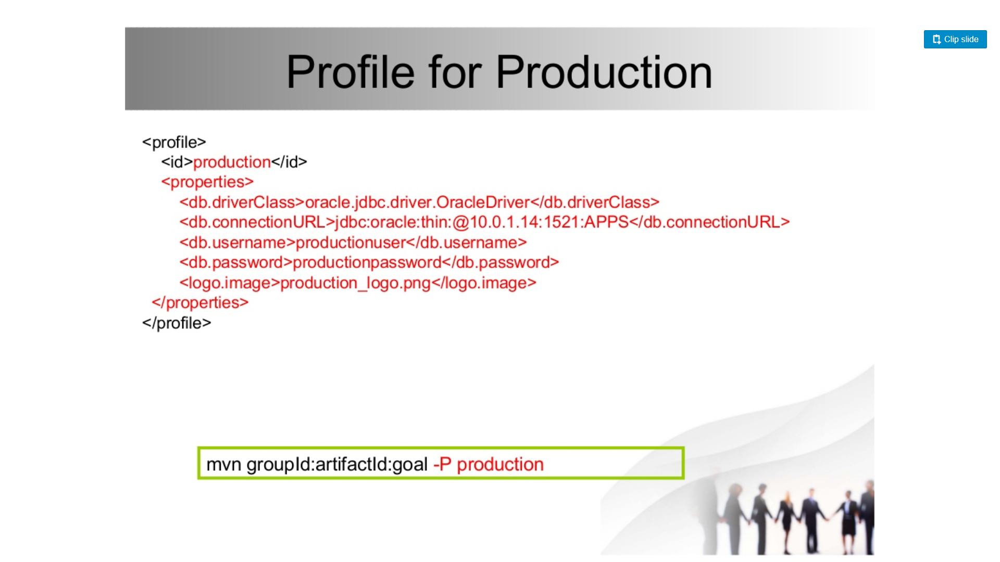 Clip slide
Profile for Production
<profile>
<id>production</id>
<properties>
<db.driverClass>oracle.jdbc.driver.OracleDriver</db.driverClass>
<db.connectionURL>jdbc:oracle:thin:@10.0.1.14:1521:APPS</db.connectionURL>
<db.username>productionuser</db.username>
<db.password>productionpassword</db.password>
<logo.image>production_logo.png</logo.image>
</properties>
</profile>
mvn groupId:artifactId:goal -P production